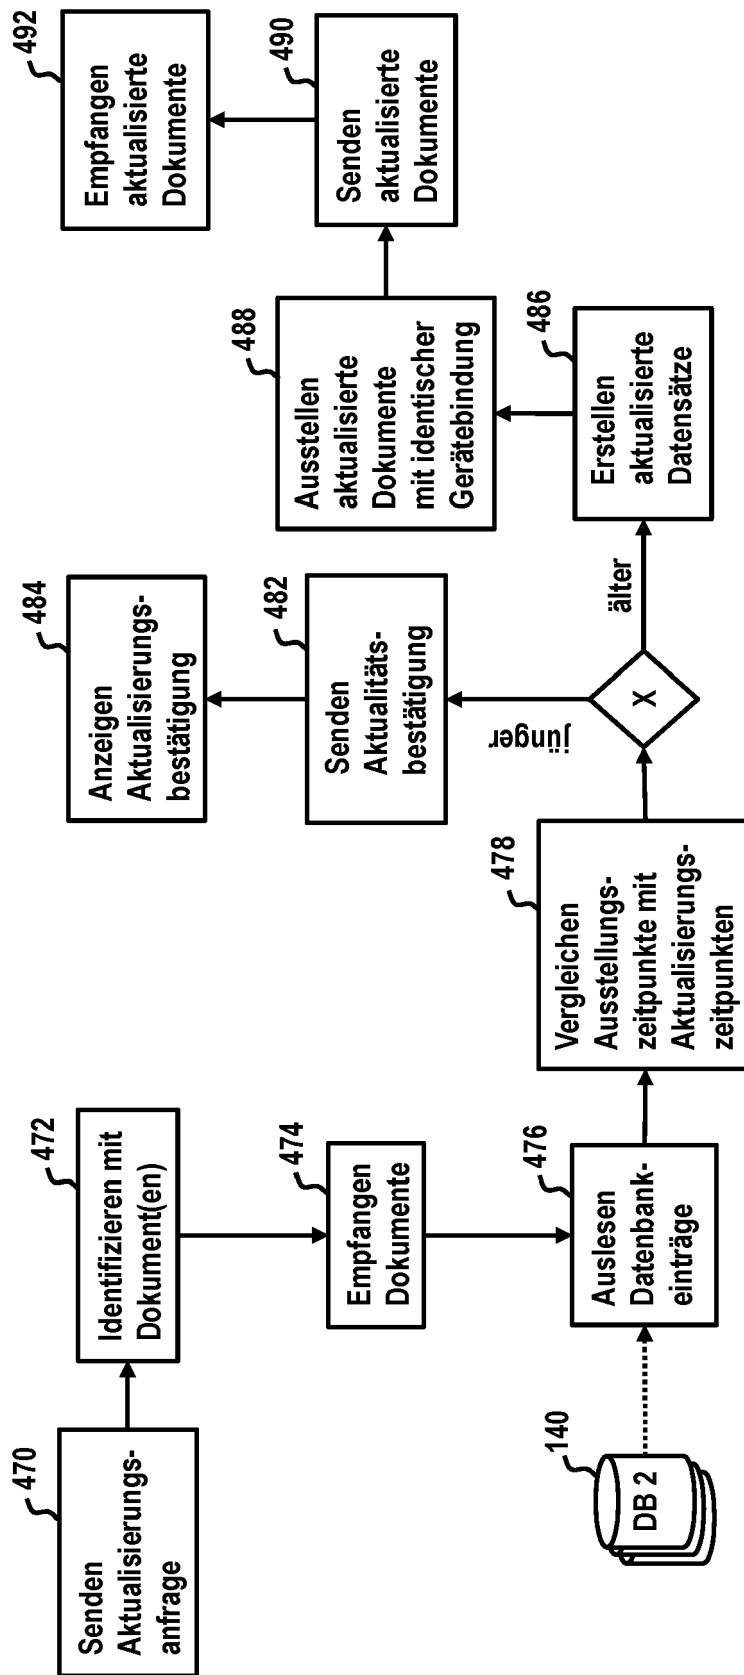 470
Senden
Aktualisierungs-
anfrage
472
Identifizieren mit
Dokument(en)
474
Empfangen
Dokumente
140
DB 2
476
Auslesen
Datenbank-
einträge
478
Vergleichen
Ausstellungs-
zeitpunkte mit
Aktualisierungs-
zeitpunkten
X
jünger
482
Senden
Aktualitäts-
bestätigung
484
Anzeigen
Aktualisierungs-
bestätigung
älter
486
Erstellen
aktualisierte
Datensätze
488
Ausstellen
aktualisierte
Dokumente
mit identischer
Gerätebindung
490
Senden
aktualisierte
Dokumente
492
Empfangen
aktualisierte
Dokumente